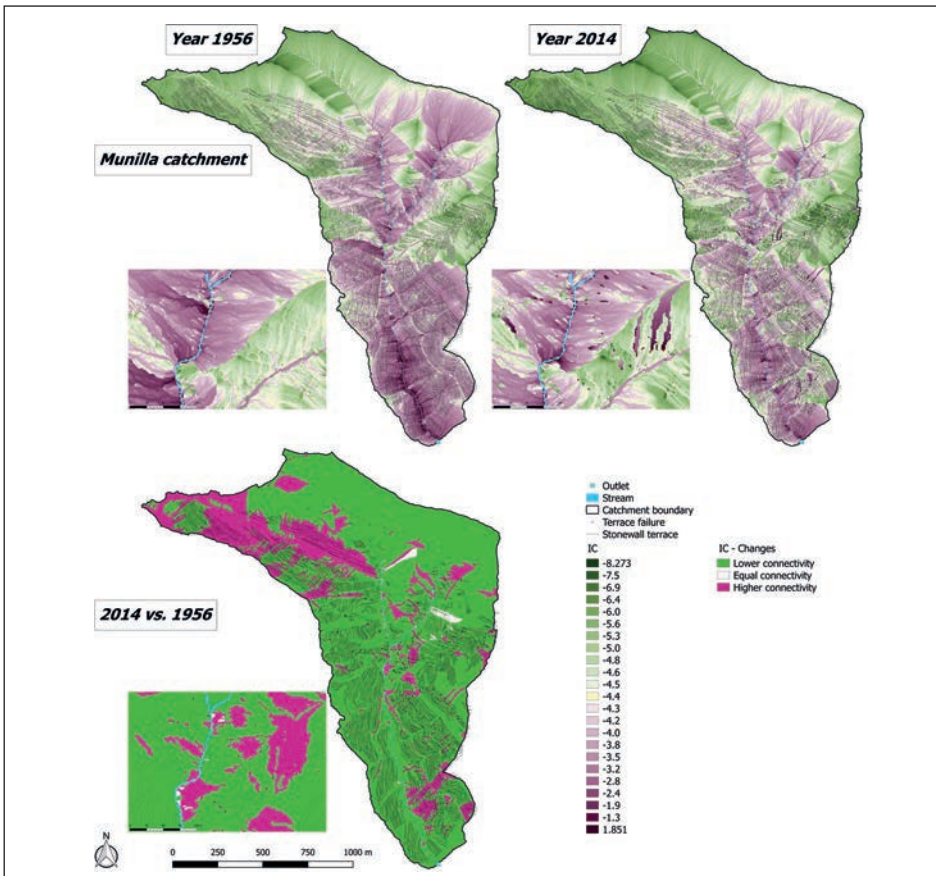 Year 1956
Year 2014
Munilla catchment
2014 vs. 1956
Outlet
Stream
Catchment boundary
Terrace failure
Stonewall terrace
IC
-8.273
-7.5
-6.9
-6.4
-6.0
-5.6
-5.3
-5.0
-4.8
-4.6
-4.5
-4.4
-4.3
-4.2
-4.0
-3.8
-3.5
-3.2
-2.8
-2.4
-1.9
-1.3
1.851
IC - Changes
Lower connectivity
Equal connectivity
Higher connectivity
N
0 250 500 750 1000 m